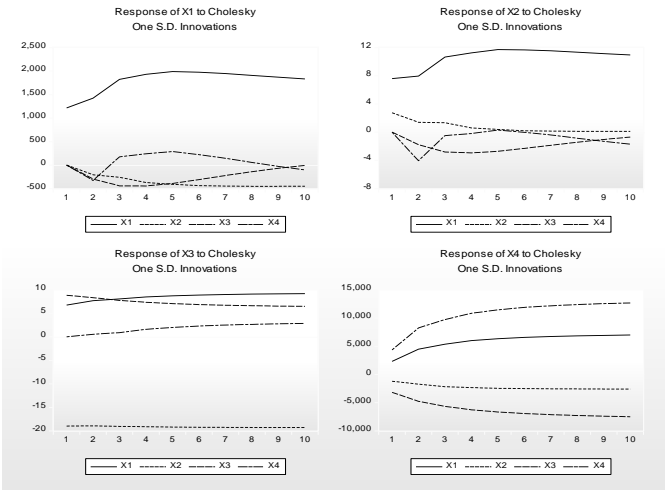 Response of X1 to Cholesky
One S.D. Innovations
2,500
2,000
1,500
1,000
500
0
-500
1 2 3 4 5 6 7 8 9 10
X1 X2 X3 X4
Response of X2 to Cholesky
One S.D. Innovations
12
8
4
0
-4
-8
1 2 3 4 5 6 7 8 9 10
X1 X2 X3 X4
Response of X3 to Cholesky
One S.D. Innovations
10
5
0
-5
-10
-15
-20
1 2 3 4 5 6 7 8 9 10
X1 X2 X3 X4
Response of X4 to Cholesky
One S.D. Innovations
15,000
10,000
5,000
0
-5,000
-10,000
1 2 3 4 5 6 7 8 9 10
X1 X2 X3 X4